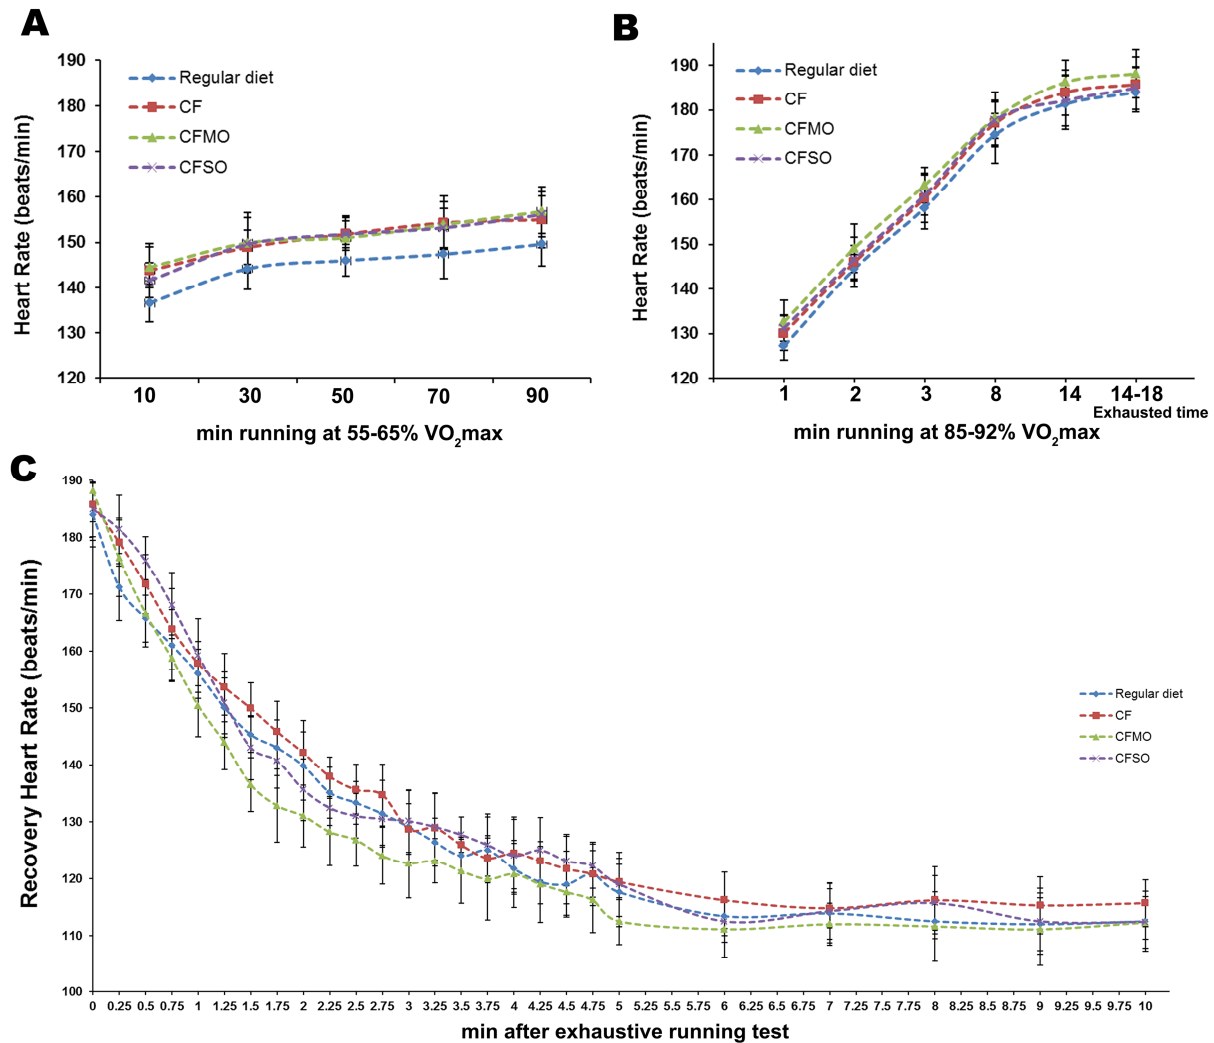 A
190
180
170
160
150
140
130
120
Heart Rate (beats/min)
Regular diet
CF
CFMO
CFSO
10 30 50 70 90
min running at 55-65% VO2max
B
190
180
170
160
150
140
130
120
Heart Rate (beats/min)
Regular diet
CF
CFMO
CFSO
1 2 3 8 14 14-18
Exhausted time
min running at 85-92% VO2max
C
190
180
170
160
150
140
130
120
110
100
Recovery Heart Rate (beats/min)
Regular diet
CF
CFMO
CFSO
0 0.25 0.5 0.75 1 1.25 1.5 1.75 2 2.25 2.5 2.75 3 3.25 3.5 3.75 4 4.25 4.5 4.75 5 5.25 5.5 5.75 6 6.25 6.5 6.75 7 7.25 7.5 7.75 8 8.25 8.5 8.75 9 9.25 9.5 9.75 10
min after exhaustive running test